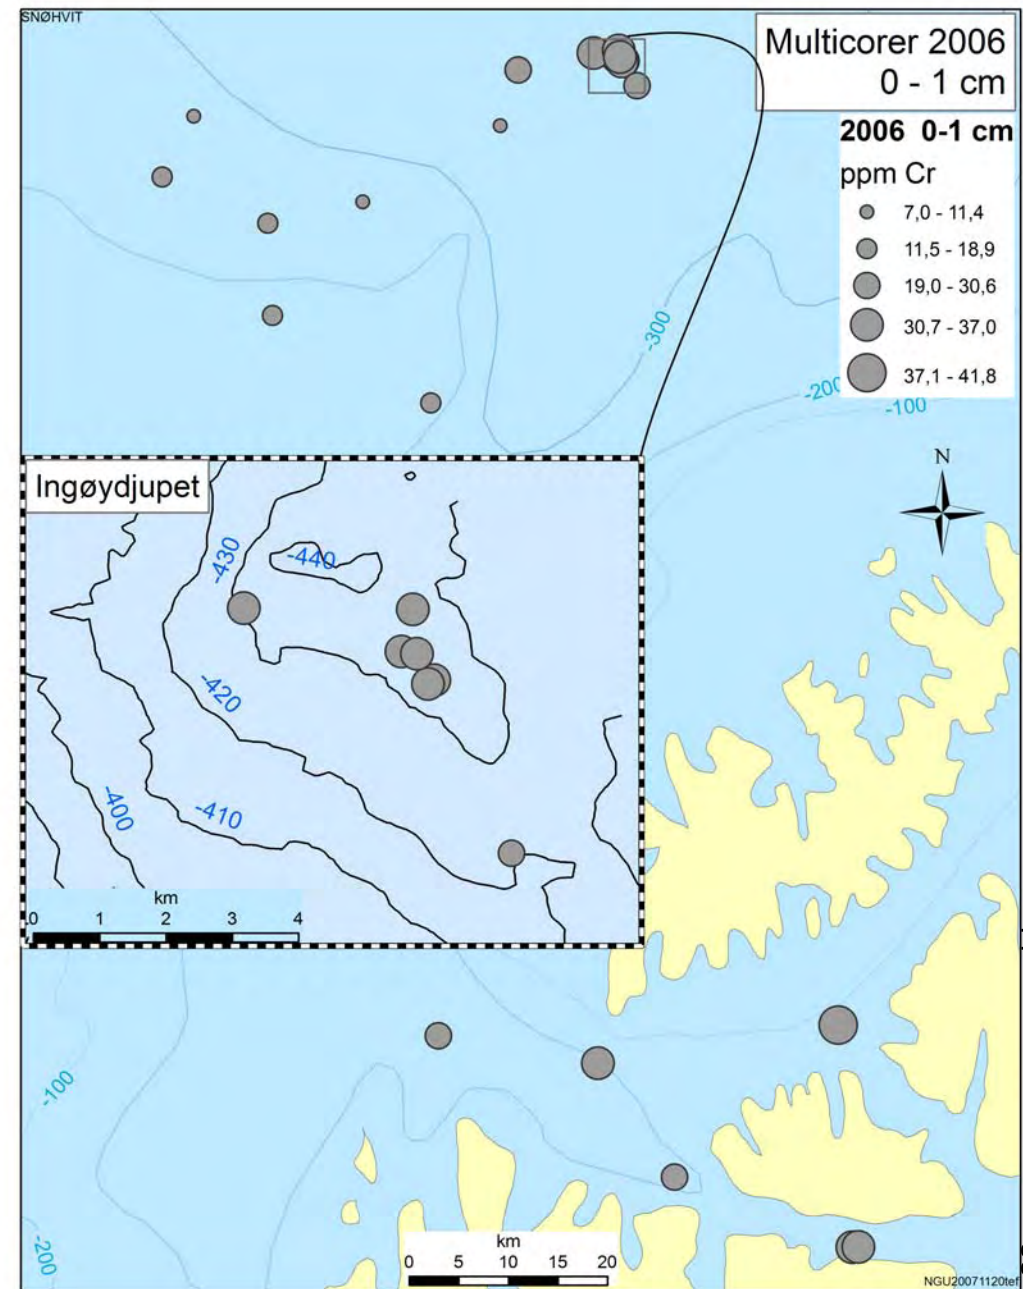 SNØHVIT
Multicorer 2006
0 - 1 cm
2006 0-1 cm
ppm Cr
7,0 - 11,4
11,5 - 18,9
19,0 - 30,6
30,7 - 37,0
37,1 - 41,8
-300
-200
-100
N
Ingøydjupet
-430
-440
-420
-400
-410
km
0 1 2 3 4
-100
-200
km
0 5 10 15 20
NGU20071120tef